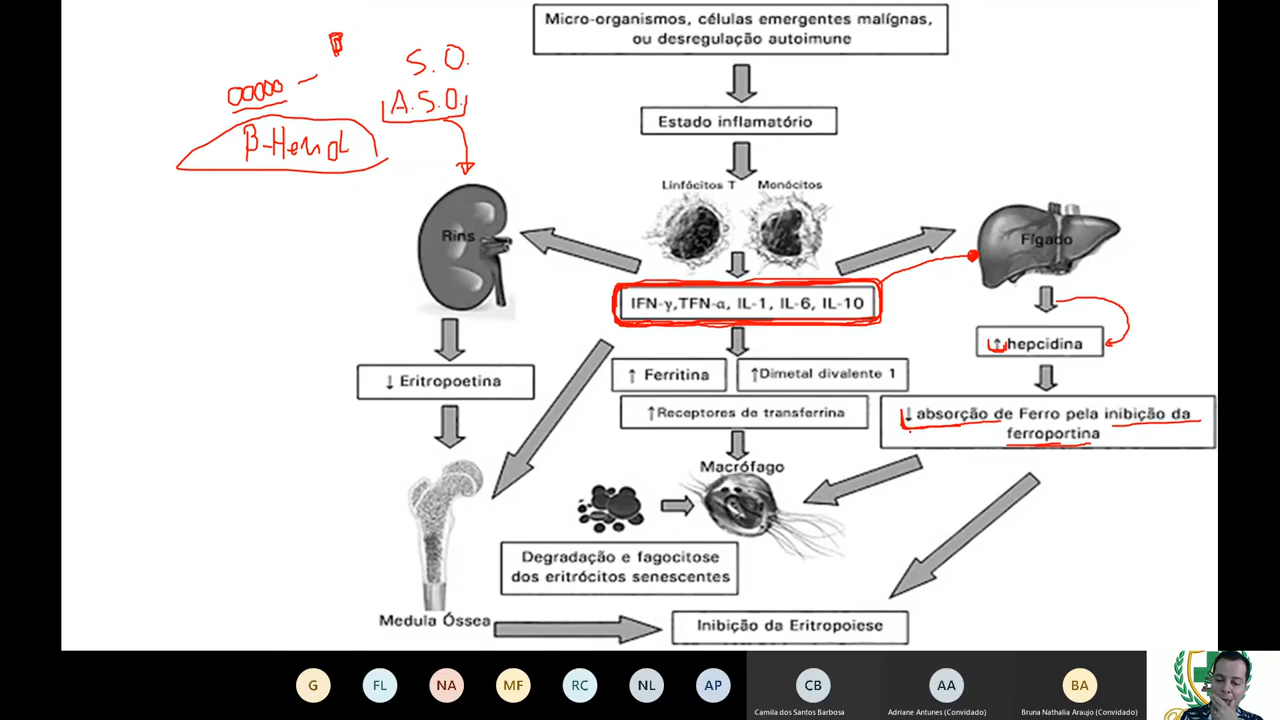 Micro-organismos, células emergentes malígnas,
ou desregulação autoimune
S.O.
A.S.O.
β-Hemol
Estado inflamatório
Linfócitos T
Monócitos
Rins
Fígado
IFN-γ,TFN-α, IL-1, IL-6, IL-10
↑hepcidina
↓ Eritropoetina
↑ Ferritina
↑Dimetal divalente 1
↑Receptores de transferrina
↓absorção de Ferro pela inibição da
ferroportina
Macrófago
Degradação e fagocitose
dos eritrócitos senescentes
Medula Óssea
Inibição da Eritropoiese
G
FL
NA
MF
RC
NL
AP
CB
AA
BA
Camila dos Santos Barbosa
Adriane Antunes (Convidado)
Bruna Nathalia Araujo (Convidado)